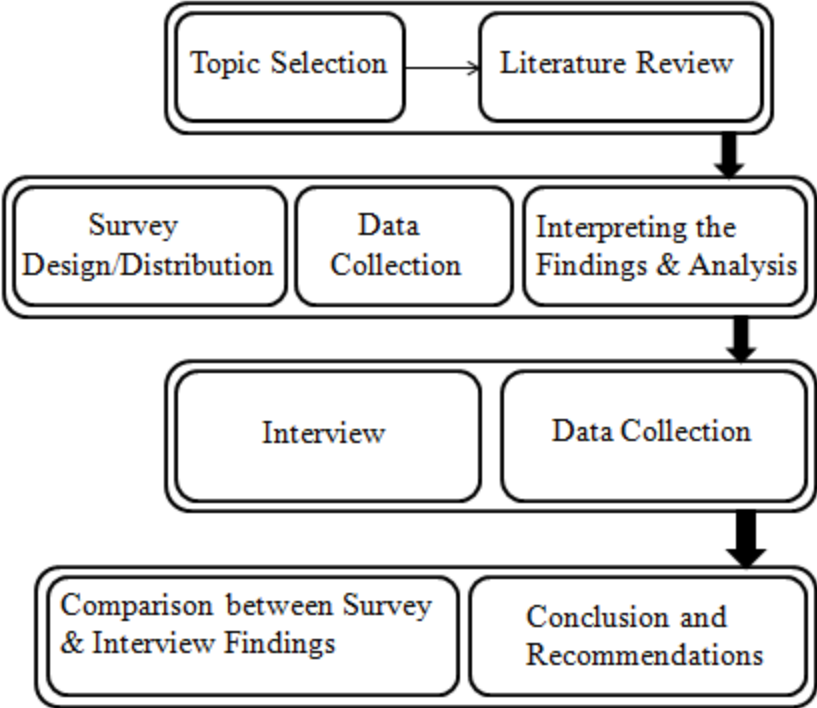 Topic Selection
Literature Review
Survey
Design/Distribution
Data
Collection
Interpreting the
Findings & Analysis
Interview
Data Collection
Comparison between Survey
& Interview Findings
Conclusion and
Recommendations